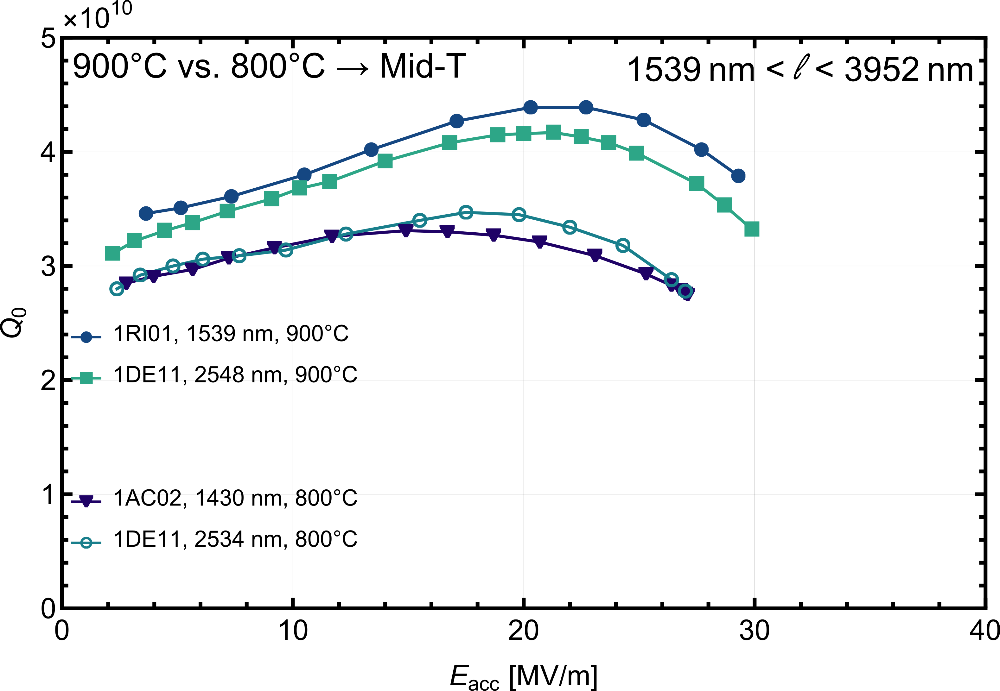 ×10^10
900°C vs. 800°C → Mid-T
1539 nm < ℓ < 3952 nm
5
4
3
2
1
0
Q0
1RI01, 1539 nm, 900°C
1DE11, 2548 nm, 900°C
1AC02, 1430 nm, 800°C
1DE11, 2534 nm, 800°C
0 10 20 30 40
Eacc [MV/m]